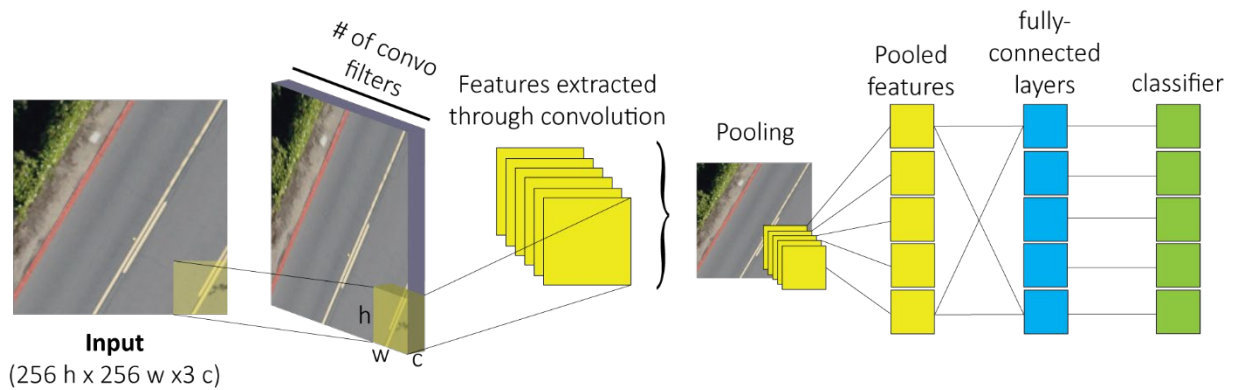 Input
(256 h x 256 w x3 c)
# of convo
filters
h
w
c
Features extracted
through convolution
Pooling
Pooled
features
fully-
connected
layers
classifier